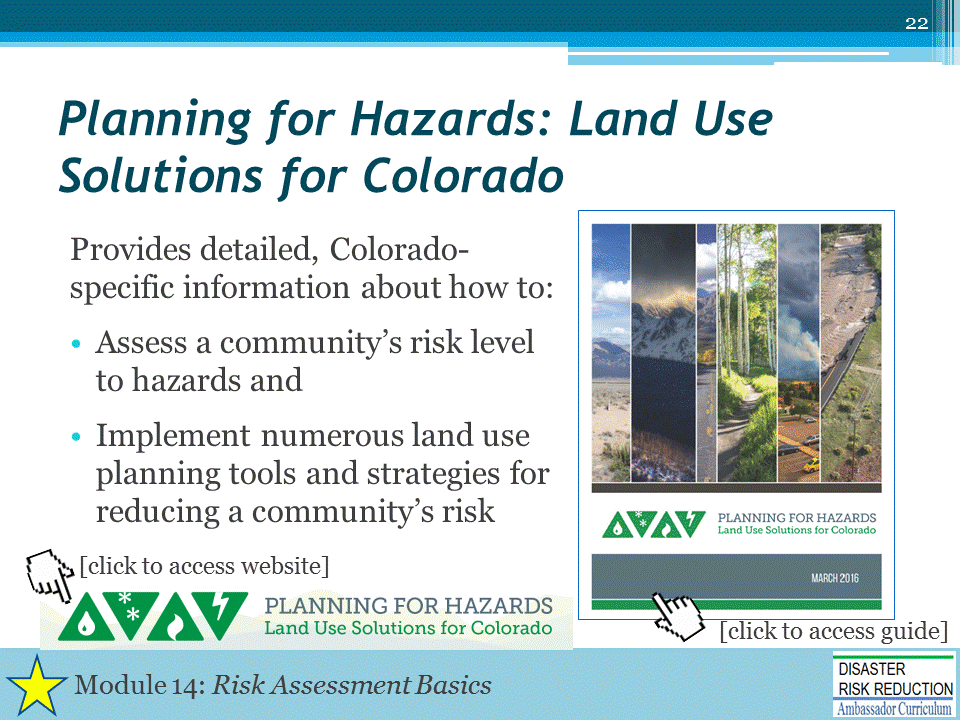 22
Planning for Hazards: Land Use
Solutions for Colorado
Provides detailed, Colorado-
specific information about how to:
• Assess a community’s risk level
to hazards and
• Implement numerous land use
planning tools and strategies for
reducing a community’s risk
[click to access website]
PLANNING FOR HAZARDS
Land Use Solutions for Colorado
PLANNING FOR HAZARDS
Land Use Solutions for Colorado
MARCH 2016
[click to access guide]
Module 14: Risk Assessment Basics
DISASTER
RISK REDUCTION
Ambassador Curriculum